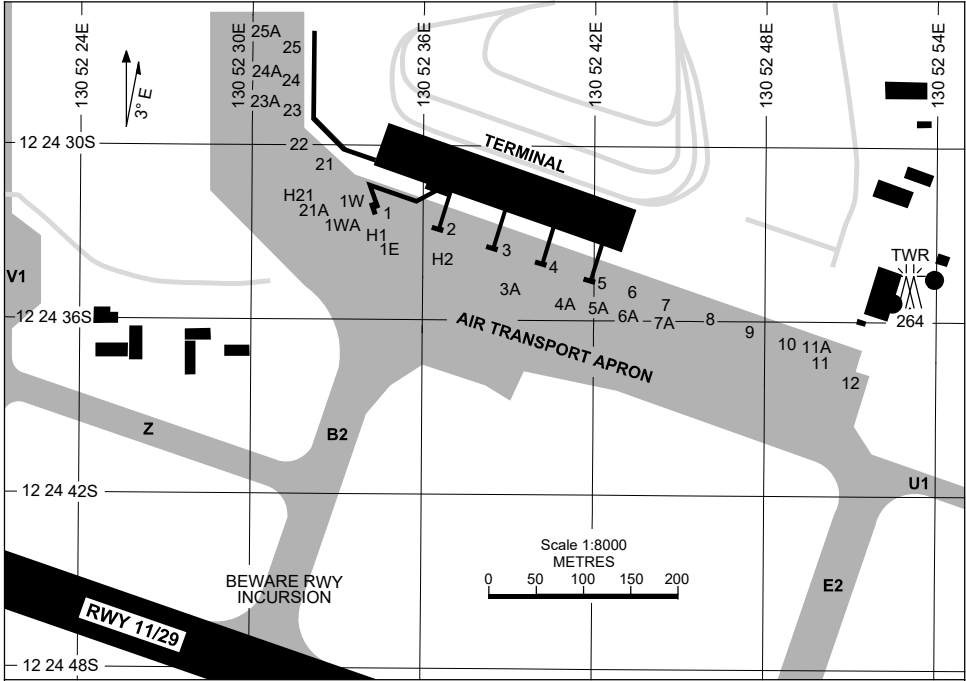 130 52 24E
130 52 30E
130 52 36E
130 52 42E
130 52 48E
130 52 54E
3° E
25A
25
24A
24
23A
23
12 24 30S
22
21
TERMINAL
H21
21A
1W
1WA
1
H1
1E
2
H2
3
4
5
3A
4A
5A
6
6A
7
7A
8
9
10
11A
11
12
TWR
264
V1
12 24 36S
AIR TRANSPORT APRON
Z
B2
12 24 42S
U1
E2
Scale 1:8000
METRES
0 50 100 150 200
BEWARE RWY
INCURSION
RWY 11/29
12 24 48S